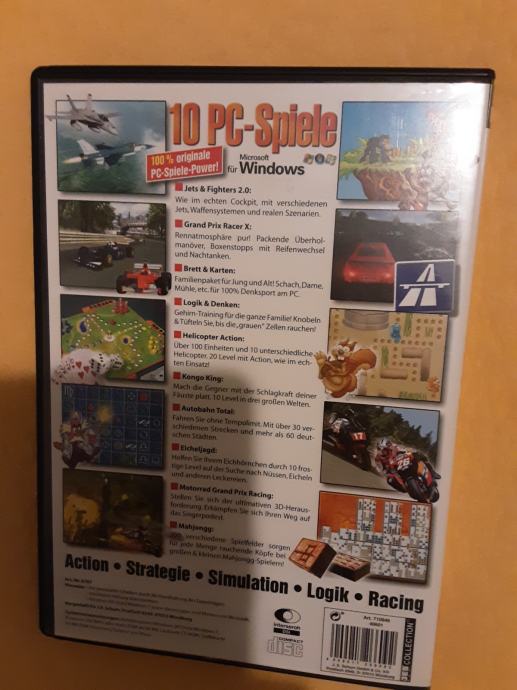 10 PC-Spiele
100 % originale
PC-Spiele-Power!
für Microsoft Windows
Jets & Fighters 2.0:
Wie im echten Cockpit, mit verschiedenen
Jets, Waffensystemen und realen Szenarien.
Grand Prix Racer X:
Rennatmosphäre pur! Packende Überhol-
manöver, Boxenstopps mit Reifenwechsel
und Nachtanken.
Brett & Karten:
Familienpaket für Jung und Alt! Schach, Dame,
Mühle, etc. für 100% Denksport am PC.
Logik & Denken:
Gehirn-Training für die ganze Familie! Knobeln
& Tüfteln Sie, bis die „grauen" Zellen rauchen!
Helicopter Action:
Über 100 Einheiten und 10 unterschiedliche
Helicopter. 20 Level mit Action, wie im ech-
ten Einsatz!
Kongo King:
Mach die Gegner mit der Schlagkraft deiner
Fäuste platt. 10 Level in drei großen Welten.
Autobahn Total:
Fahren Sie ohne Tempolimit. Mit über 30 ver-
schiedenen Strecken und mehr als 60 deut-
schen Städten.
Eicheljagd:
Helfen Sie Ihrem Eichhörnchen durch 10 fros-
tige Level auf der Suche nach Nüssen, Eicheln
und anderen Leckereien.
Motorrad Grand Prix Racing:
Stellen Sie sich der ultimativen 3D-Heraus-
forderung. Erkämpfen Sie sich Ihren Weg auf
das Siegerpodest.
Mahjongg:
verschiedene Spielfelder sorgen
für jede Menge rauchende Köpfe bei
großen & kleinen Mahjongg-Spielern!
Action • Strategie • Simulation • Logik • Racing
interseroh
COMPACT
disc
COLLECTION